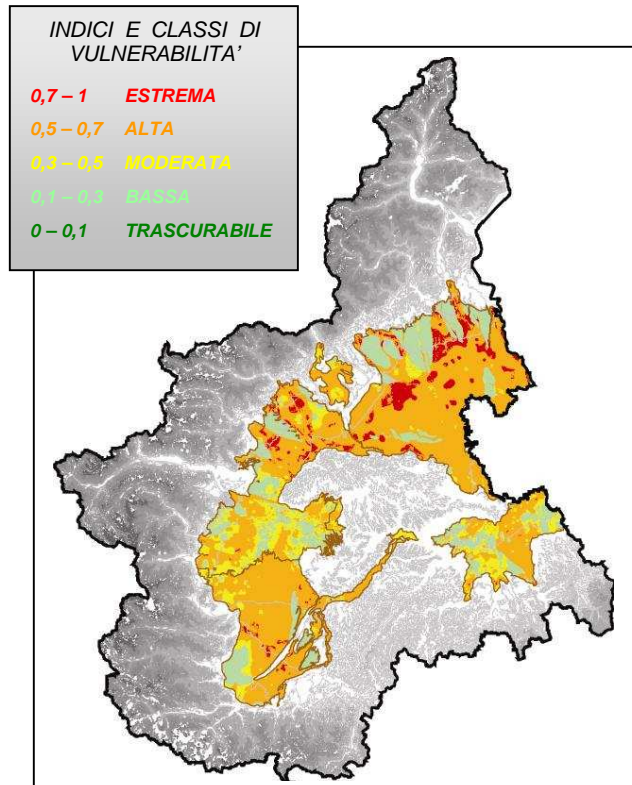 INDICI E CLASSI DI
VULNERABILITA'
0,7 – 1 ESTREMA
0,5 – 0,7 ALTA
0,3 – 0,5 MODERATA
0,1 – 0,3 BASSA
0 – 0,1 TRASCURABILE